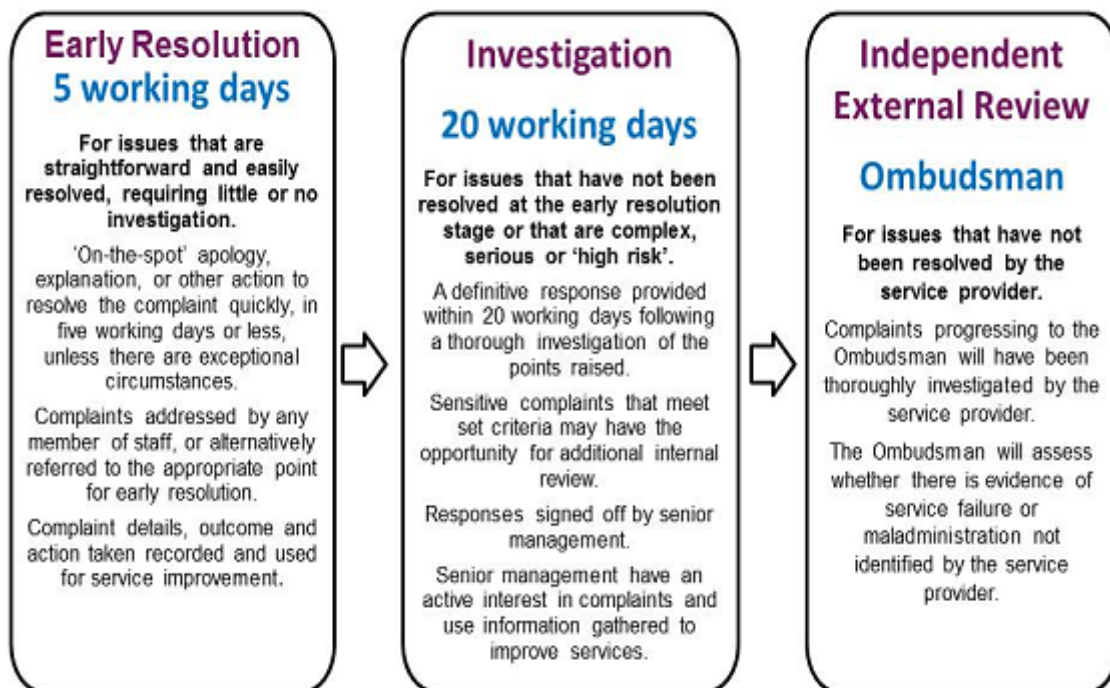 Early Resolution
5 working days
For issues that are
straightforward and easily
resolved, requiring little or no
investigation.
'On-the-spot' apology,
explanation, or other action to
resolve the complaint quickly, in
five working days or less,
unless there are exceptional
circumstances.
Complaints addressed by any
member of staff, or alternatively
referred to the appropriate point
for early resolution.
Complaint details, outcome and
action taken recorded and used
for service improvement.
Investigation
20 working days
For issues that have not been
resolved at the early resolution
stage or that are complex,
serious or 'high risk'.
A definitive response provided
within 20 working days following
a thorough investigation of the
points raised.
Sensitive complaints that meet
set criteria may have the
opportunity for additional internal
review.
Responses signed off by senior
management.
Senior management have an
active interest in complaints and
use information gathered to
improve services.
Independent
External Review
Ombudsman
For issues that have not
been resolved by the
service provider.
Complaints progressing to the
Ombudsman will have been
thoroughly investigated by the
service provider.
The Ombudsman will assess
whether there is evidence of
service failure or
maladministration not
identified by the service
provider.